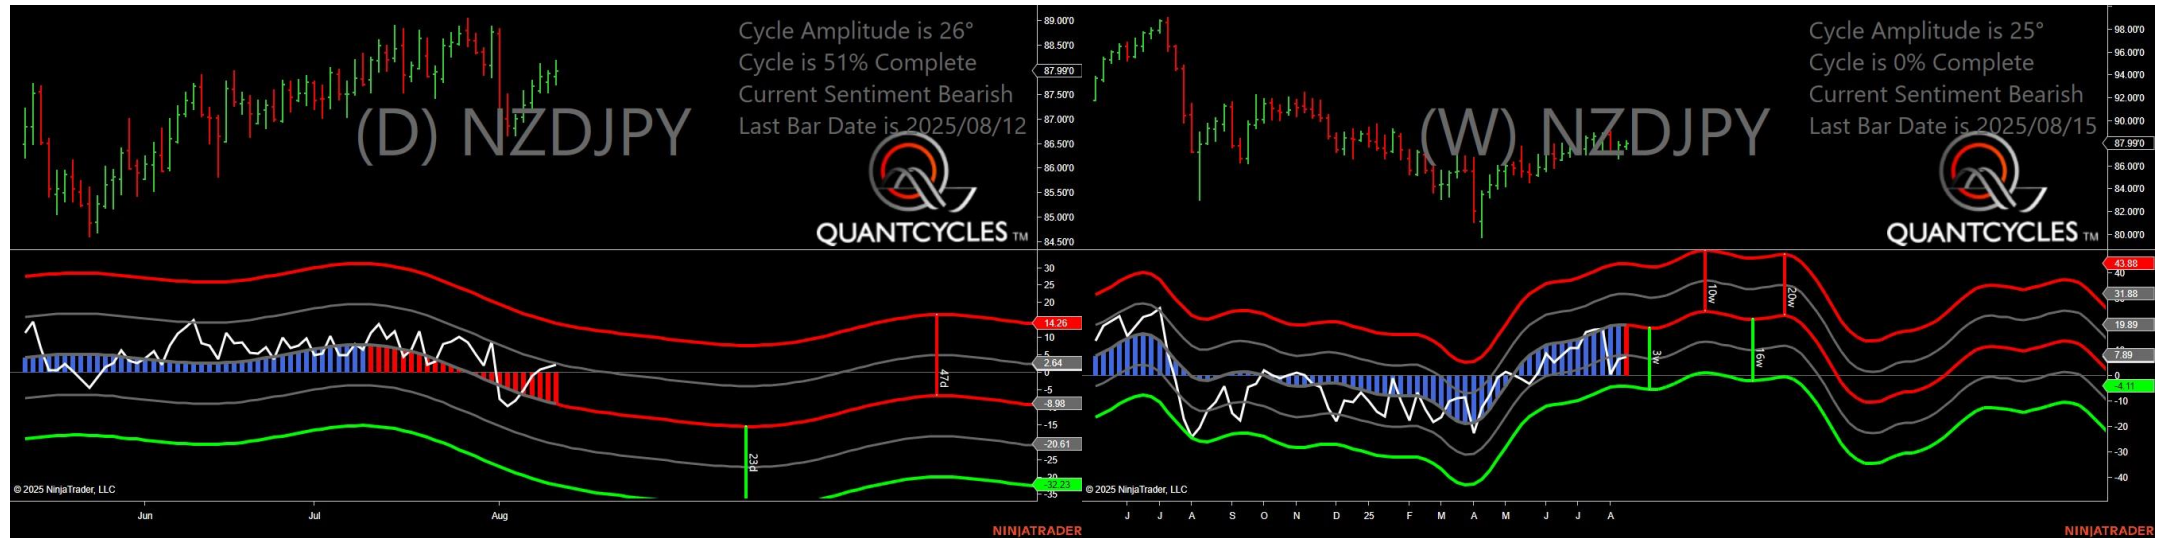 Cycle Amplitude is 26°
Cycle is 51% Complete
Current Sentiment Bearish
Last Bar Date is 2025/08/12
(D) NZDJPY
QUANTCYCLES TM
89.00'0
88.50'0
87.99'0
87.50'0
87.00'0
86.50'0
86.00'0
85.50'0
85.00'0
84.50'0
30
25
20
14.26
10
5
2.64
0
-5
-8.98
-15
-20.61
-25
-32.23
-35
47d
23d
© 2025 NinjaTrader, LLC
Jun Jul Aug
NINJATRADER
Cycle Amplitude is 25°
Cycle is 0% Complete
Current Sentiment Bearish
Last Bar Date is 2025/08/15
(W) NZDJPY
QUANTCYCLES TM
98.00'0
96.00'0
94.00'0
92.00'0
90.00'0
87.99'0
86.00'0
84.00'0
82.00'0
80.00'0
43.88
40
31.88
19.89
7.89
0
-4.11
-10
-20
-30
-40
10w
20w
3w
16w
© 2025 NinjaTrader, LLC
J J A S O N D 25 F M A M J J A
NINJATRADER